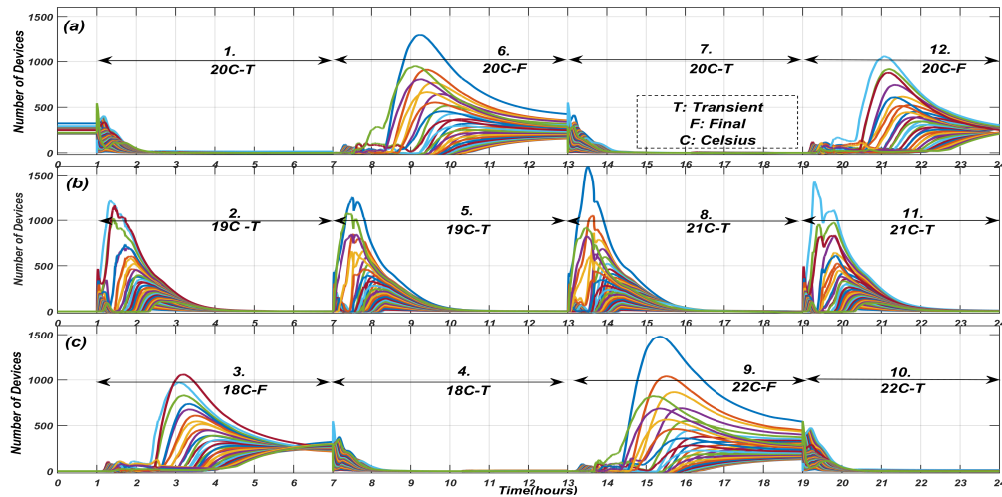 (a)
1500
1000
500
0
Number of Devices
1.
20C-T
6.
20C-F
7.
20C-T
12.
20C-F
T: Transient
F: Final
C: Celsius
0 1 2 3 4 5 6 7 8 9 10 11 12 13 14 15 16 17 18 19 20 21 22 23 24
(b)
1500
1000
500
0
Number of Devices
2.
19C -T
5.
19C-T
8.
21C-T
11.
21C-T
0 1 2 3 4 5 6 7 8 9 10 11 12 13 14 15 16 17 18 19 20 21 22 23 24
(c)
1500
1000
500
0
Number of Devices
3.
18C-F
4.
18C-T
9.
22C-F
10.
22C-T
0 1 2 3 4 5 6 7 8 9 10 11 12 13 14 15 16 17 18 19 20 21 22 23 24
Time(hours)